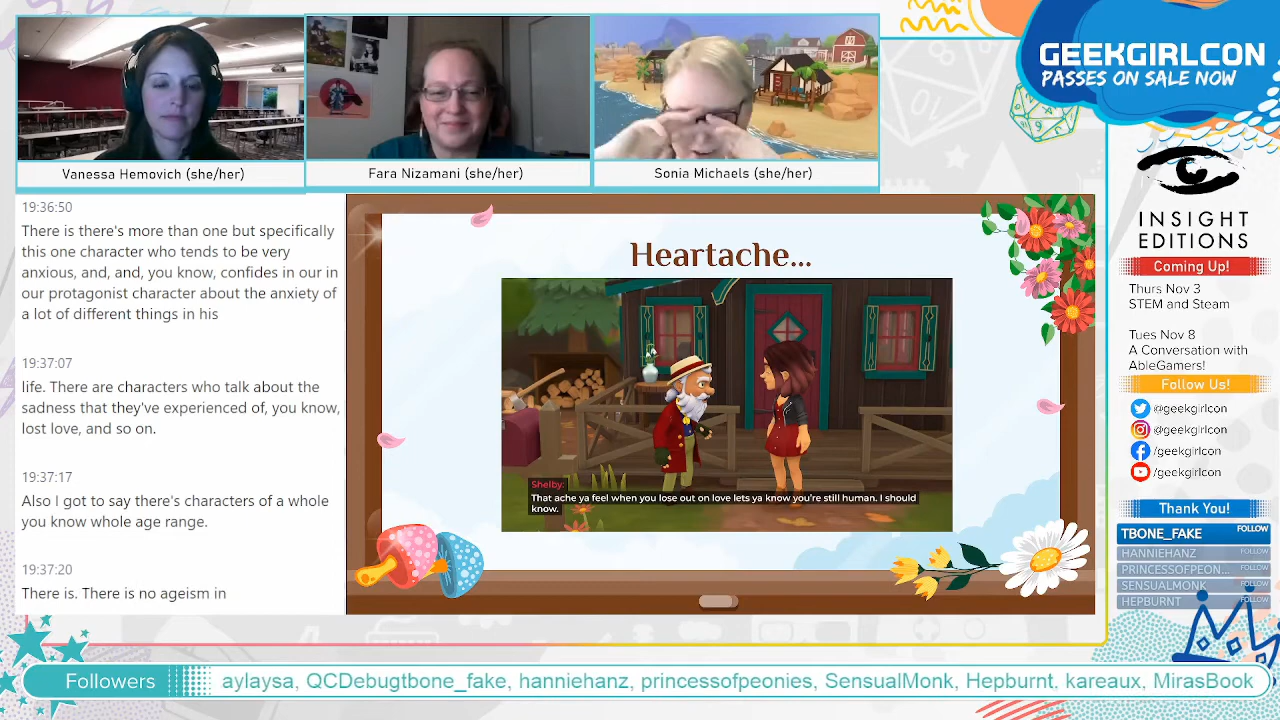 GEEKGIRLCON
PASSES ON SALE NOW
Vanessa Hemovich (she/her)
Fara Nizamani (she/her)
Sonia Michaels (she/her)
19:36:50
There is there's more than one but specifically
this one character who tends to be very
anxious, and, and, you know, confides in our in
our protagonist character about the anxiety of
a lot of different things in his
19:37:07
life. There are characters who talk about the
sadness that they've experienced of, you know,
lost love, and so on.
19:37:17
Also I got to say there's characters of a whole
you know whole age range.
19:37:20
There is. There is no ageism in
Heartache...
Shelby:
That ache ya feel when you lose out on love lets ya know you're still human. I should
know.
INSIGHT
EDITIONS
Coming Up!
Thurs Nov 3
STEM and Steam
Tues Nov 8
A Conversation with
AbleGamers!
Follow Us!
@geekgirlcon
@geekgirlcon
/geekgirlcon
/geekgirlcon
Thank You!
TBONE_FAKE FOLLOW
HANNIEHANZ FOLLOW
PRINCESSOFPEON... FOLLOW
SENSUALMONK FOLLOW
HEPBURNT FOLLOW
Followers aylaysa, QCDebugtbone_fake, hanniehanz, princessofpeonies, SensualMonk, Hepburnt, kareaux, MirasBook